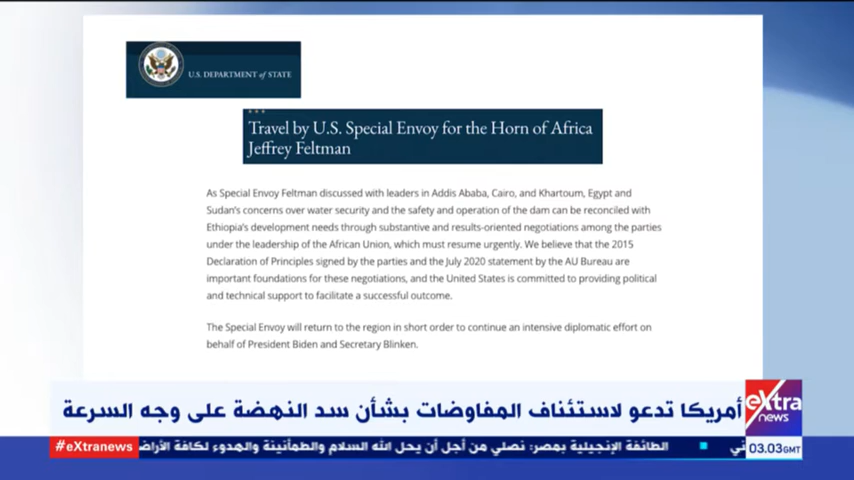 U.S. DEPARTMENT of STATE
Travel by U.S. Special Envoy for the Horn of Africa
Jeffrey Feltman
As Special Envoy Feltman discussed with leaders in Addis Ababa, Cairo, and Khartoum, Egypt and
Sudan's concerns over water security and the safety and operation of the dam can be reconciled with
Ethiopia's development needs through substantive and results-oriented negotiations among the parties
under the leadership of the African Union, which must resume urgently. We believe that the 2015
Declaration of Principles signed by the parties and the July 2020 statement by the AU Bureau are
important foundations for these negotiations, and the United States is committed to providing political
and technical support to facilitate a successful outcome.
The Special Envoy will return to the region in short order to continue an intensive diplomatic effort on
behalf of President Biden and Secretary Blinken.
أمريكا تدعو لاستئناف المفاوضات بشأن سد النهضة على وجه السرعة
eXtra
news
#eXtranews
الطائفة الإنجيلية بمصر: نصلي من أجل أن يحل الله السلام والطمأنينة والهدوء لكافة
03.03 GMT